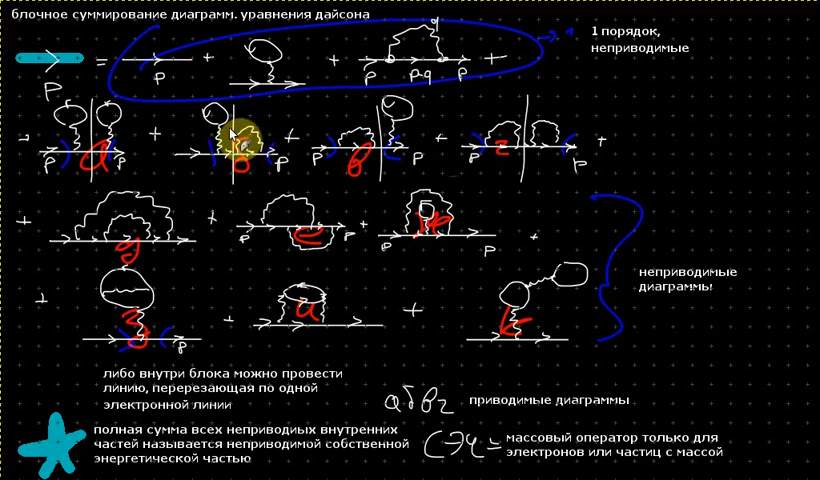 блочное суммирование диаграмм. уравнения дайсона
1 порядок,
неприводимые
p = p + + p p-q p +
+ p p + p + p p + p p +
а б в г
+ + p p + p p +
д е ж
+ p + +
з и к
неприводимые
диаграммы
либо внутри блока можно провести
линию, перерезающая по одной
электронной линии
абвг приводимые диаграммы
полная сумма всех неприводиых внутренних
частей называется неприводимой собственной
энергетической частью
СЭЧ = массовый оператор только для
электронов или частиц с массой